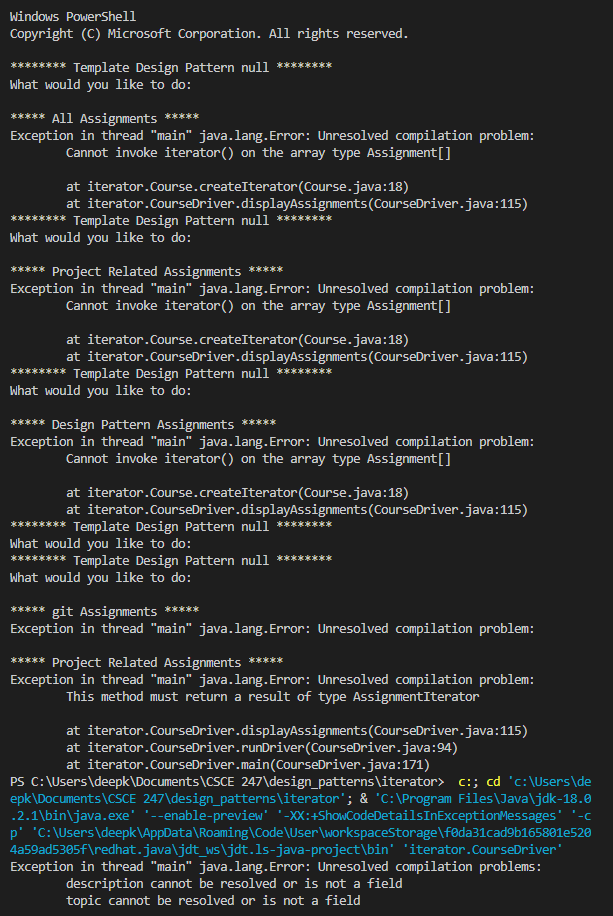 Windows PowerShell
Copyright (C) Microsoft Corporation. All rights reserved.
******** Template Design Pattern null ********
What would you like to do:
***** All Assignments *****
Exception in thread "main" java.lang.Error: Unresolved compilation problem:
Cannot invoke iterator() on the array type Assignment[]
at iterator.Course.createIterator(Course.java:18)
at iterator.CourseDriver.displayAssignments(CourseDriver.java:115)
******** Template Design Pattern null ********
What would you like to do:
***** Project Related Assignments *****
Exception in thread "main" java.lang.Error: Unresolved compilation problem:
Cannot invoke iterator() on the array type Assignment[]
at iterator.Course.createIterator(Course.java:18)
at iterator.CourseDriver.displayAssignments(CourseDriver.java:115)
******** Template Design Pattern null ********
What would you like to do:
***** Design Pattern Assignments *****
Exception in thread "main" java.lang.Error: Unresolved compilation problem:
Cannot invoke iterator() on the array type Assignment[]
at iterator.Course.createIterator(Course.java:18)
at iterator.CourseDriver.displayAssignments(CourseDriver.java:115)
******** Template Design Pattern null ********
What would you like to do:
******** Template Design Pattern null ********
What would you like to do:
***** git Assignments *****
Exception in thread "main" java.lang.Error: Unresolved compilation problem:
***** Project Related Assignments *****
Exception in thread "main" java.lang.Error: Unresolved compilation problem:
This method must return a result of type AssignmentIterator
at iterator.CourseDriver.displayAssignments(CourseDriver.java:115)
at iterator.CourseDriver.runDriver(CourseDriver.java:94)
at iterator.CourseDriver.main(CourseDriver.java:171)
PS C:\Users\deepk\Documents\CSCE 247\design_patterns\iterator>  c:; cd 'c:\Users\de
epk\Documents\CSCE 247\design_patterns\iterator'; & 'C:\Program Files\Java\jdk-18.0
.2.1\bin\java.exe' '--enable-preview' '-XX:+ShowCodeDetailsInExceptionMessages' '-c
p' 'C:\Users\deepk\AppData\Roaming\Code\User\workspaceStorage\f0da31cad9b165801e520
4a59ad5305f\redhat.java\jdt_ws\jdt.ls-java-project\bin' 'iterator.CourseDriver'
Exception in thread "main" java.lang.Error: Unresolved compilation problems:
description cannot be resolved or is not a field
topic cannot be resolved or is not a field